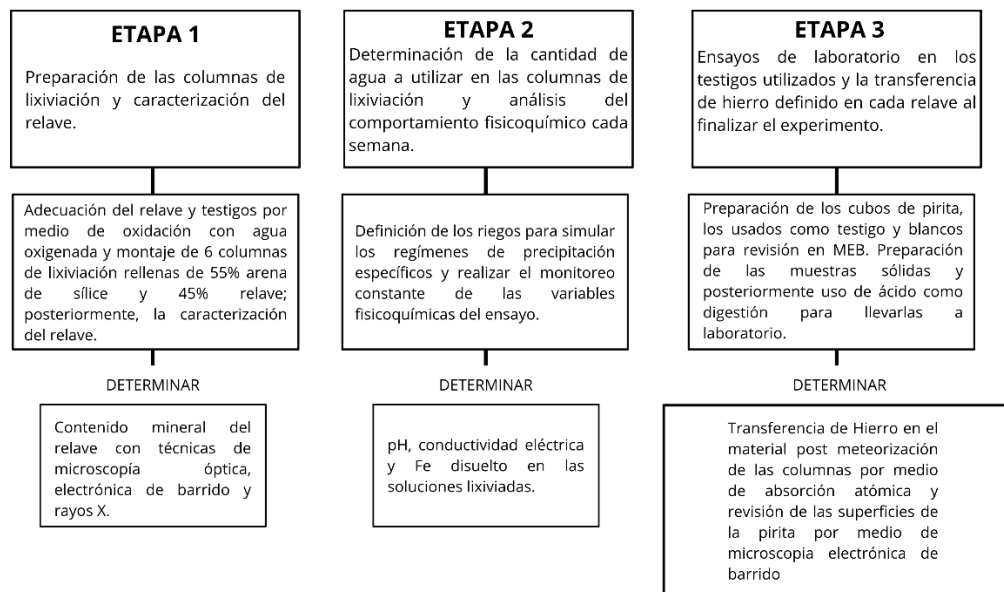 ETAPA 1
Preparación de las columnas de
lixiviación y caracterización del
relave.
Adecuación del relave y testigos por
medio de oxidación con agua
oxigenada y montaje de 6 columnas
de lixiviación rellenas de 55% arena
de sílice y 45% relave;
posteriormente, la caracterización
del relave.
DETERMINAR
Contenido mineral del
relave con técnicas de
microscopía óptica,
electrónica de barrido y
rayos X.
ETAPA 2
Determinación de la cantidad de
agua a utilizar en las columnas de
lixiviación y análisis del
comportamiento fisicoquímico cada
semana.
Definición de los riegos para simular
los regímenes de precipitación
específicos y realizar el monitoreo
constante de las variables
fisicoquímicas del ensayo.
DETERMINAR
pH, conductividad eléctrica
y Fe disuelto en las
soluciones lixiviadas.
ETAPA 3
Ensayos de laboratorio en los
testigos utilizados y la transferencia
de hierro definido en cada relave al
finalizar el experimento.
Preparación de los cubos de pirita,
los usados como testigo y blancos
para revisión en MEB. Preparación
de las muestras sólidas y
posteriormente uso de ácido como
digestión para llevarlas a
laboratorio.
DETERMINAR
Transferencia de Hierro en el
material post meteorización
de las columnas por medio
de absorción atómica y
revisión de las superficies de
la pirita por medio de
microscopia electrónica de
barrido